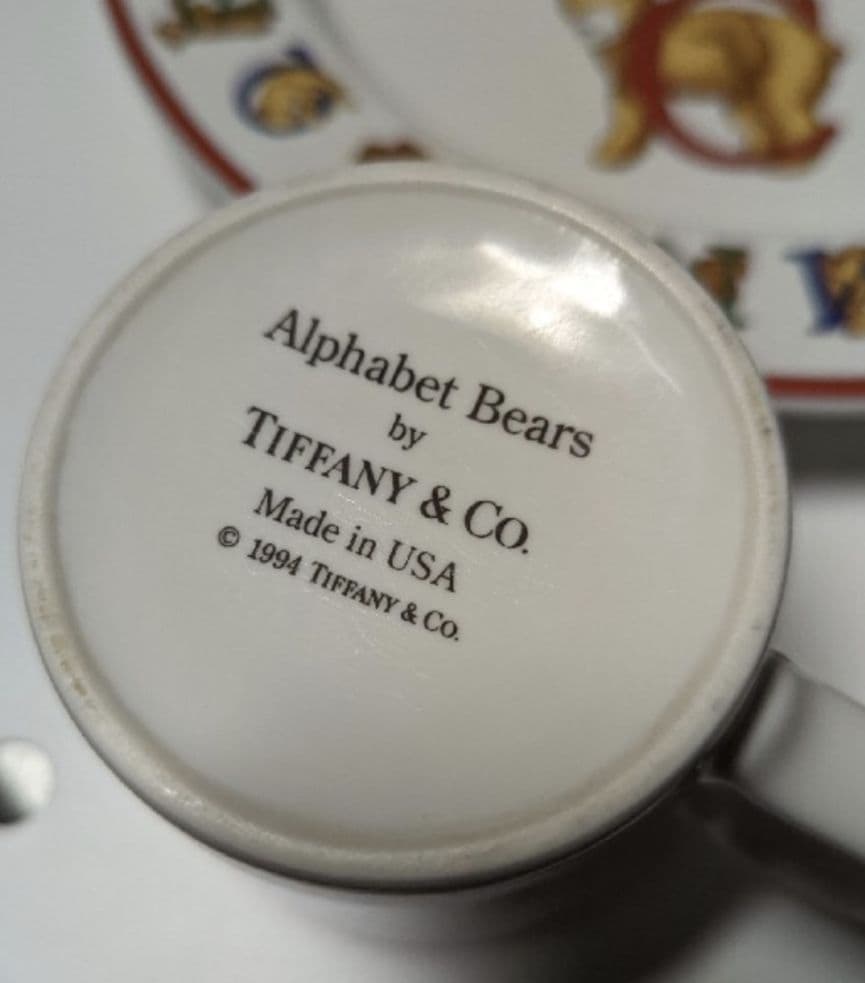 Alphabet Bears
by
TIFFANY & CO.
Made in USA
© 1994 TIFFANY & CO.